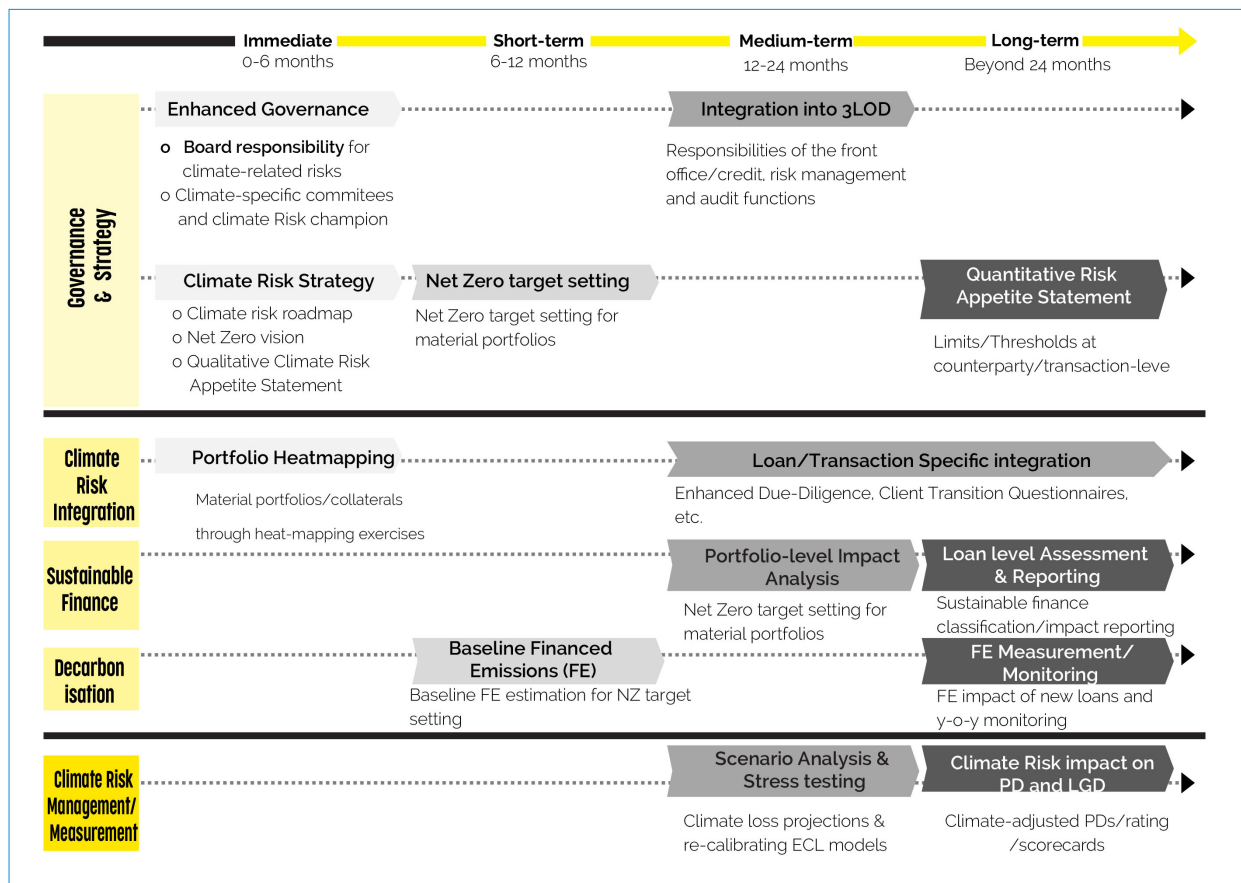 Immediate
0-6 months
Short-term
6-12 months
Medium-term
12-24 months
Long-term
Beyond 24 months
Governance
& Strategy
Enhanced Governance
o Board responsibility for
climate-related risks
o Climate-specific commitees
and climate Risk champion
Integration into 3LOD
Responsibilities of the front
office/credit, risk management
and audit functions
Climate Risk Strategy
o Climate risk roadmap
o Net Zero vision
o Qualitative Climate Risk
Appetite Statement
Net Zero target setting
Net Zero target setting for
material portfolios
Quantitative Risk
Appetite Statement
Limits/Thresholds at
counterparty/transaction-leve
Climate
Risk
Integration
Portfolio Heatmapping
Material portfolios/collaterals
through heat-mapping exercises
Loan/Transaction Specific integration
Enhanced Due-Diligence, Client Transition Questionnaires,
etc.
Sustainable
Finance
Portfolio-level Impact
Analysis
Net Zero target setting for
material portfolios
Loan level Assessment
& Reporting
Sustainable finance
classification/impact reporting
Decarbon
isation
Baseline Financed
Emissions (FE)
Baseline FE estimation for NZ target
setting
FE Measurement/
Monitoring
FE impact of new loans and
y-o-y monitoring
Climate Risk
Management/
Measurement
Scenario Analysis &
Stress testing
Climate loss projections &
re-calibrating ECL models
Climate Risk impact on
PD and LGD
Climate-adjusted PDs/rating
/scorecards